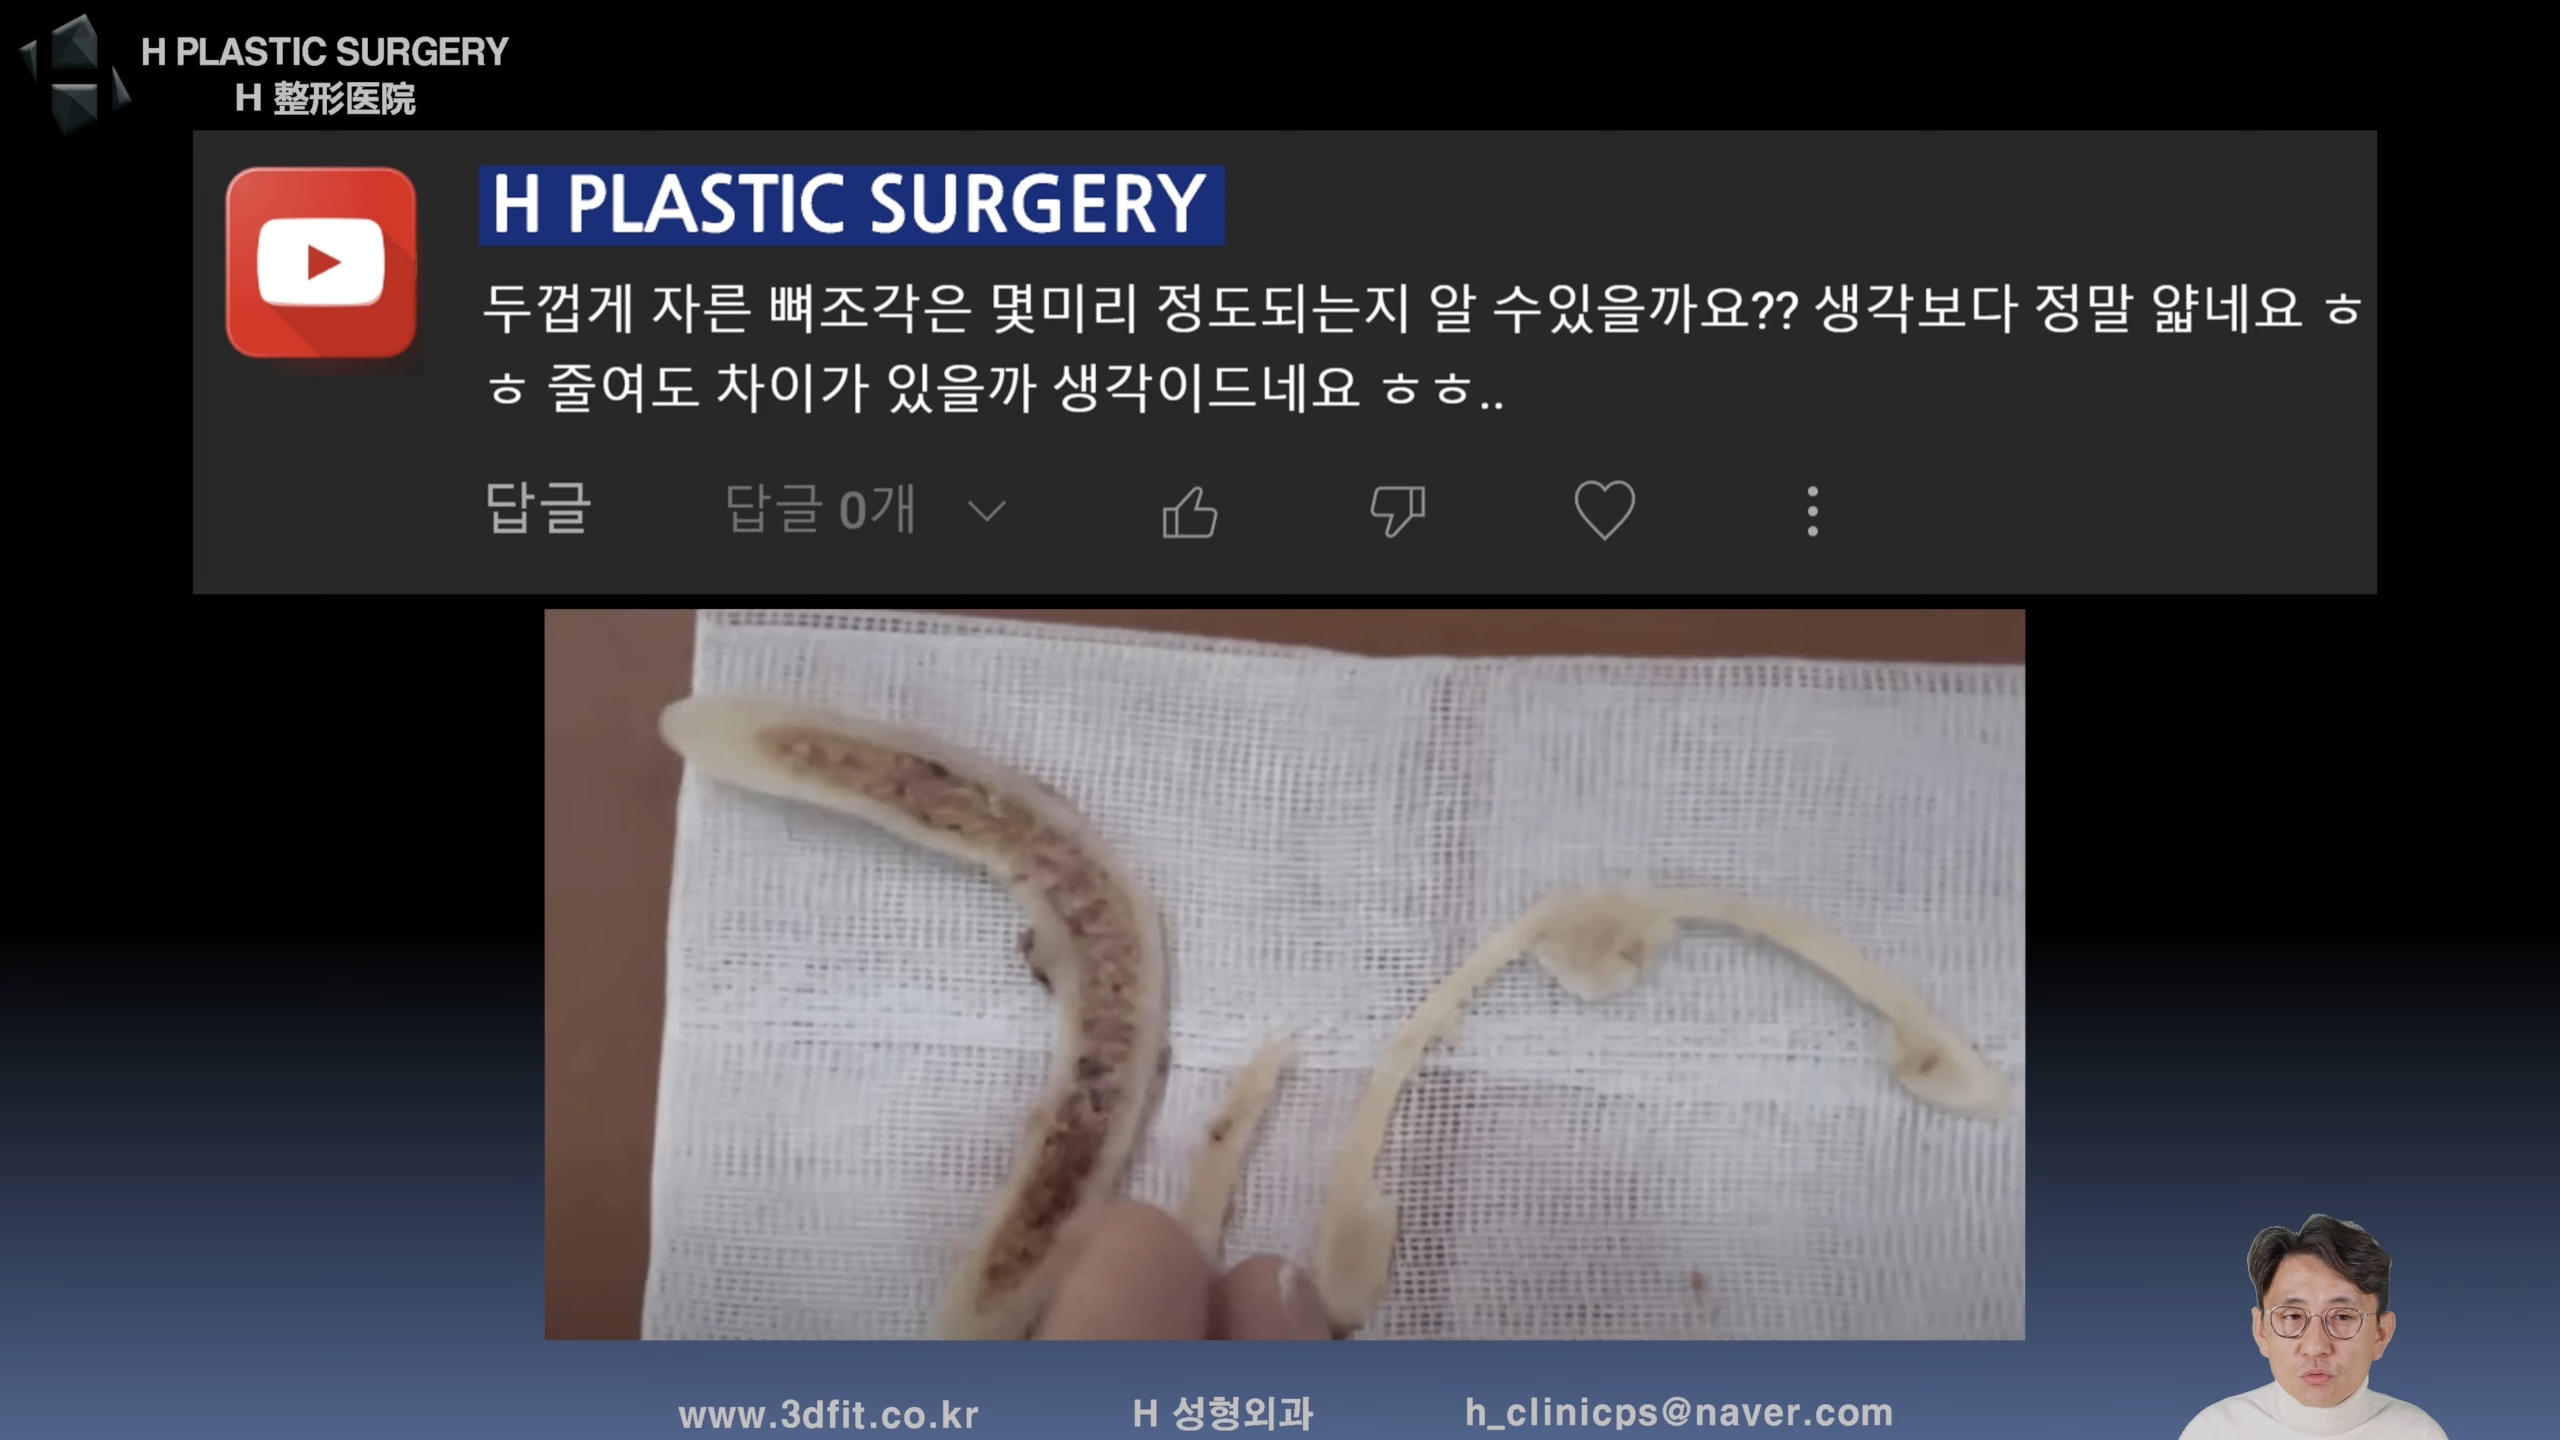 H PLASTIC SURGERY
H 整形医院
H PLASTIC SURGERY
두껍게 자른 뼈조각은 몇미리 정도되는지 알 수있을까요?? 생각보다 정말 얇네요 ㅎ
ㅎ 줄여도 차이가 있을까 생각이드네요 ㅎㅎ..
답글 답글 0개
www.3dfit.co.kr H 성형외과 h_clinicps@naver.com